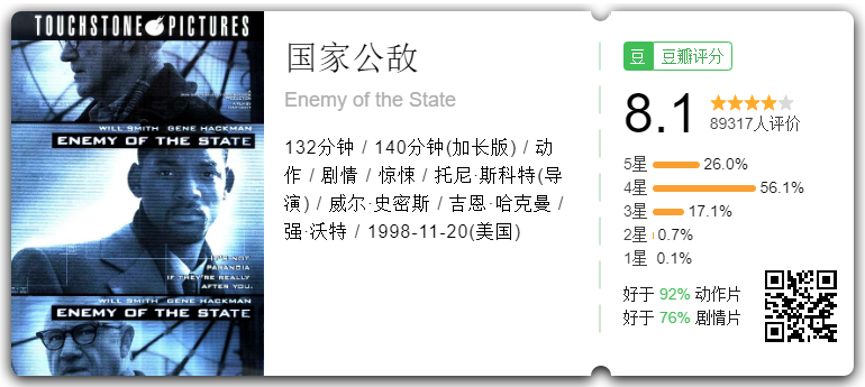 TOUCHSTONE PICTURES
WILL SMITH GENE HACKMAN
ENEMY OF THE STATE
IT'S NOT
PARANOIA
IF THEY'RE REALLY
AFTER YOU.
WILL SMITH GENE HACKMAN
ENEMY OF THE STATE
国家公敌
Enemy of the State
132分钟 / 140分钟(加长版) / 动
作 / 剧情 / 惊悚 / 托尼·斯科特(导
演) / 威尔·史密斯 / 吉恩·哈克曼 /
强·沃特 / 1998-11-20(美国)
豆 豆瓣评分
8.1
89317人评价
5星 26.0%
4星 56.1%
3星 17.1%
2星 0.7%
1星 0.1%
好于 92% 动作片
好于 76% 剧情片